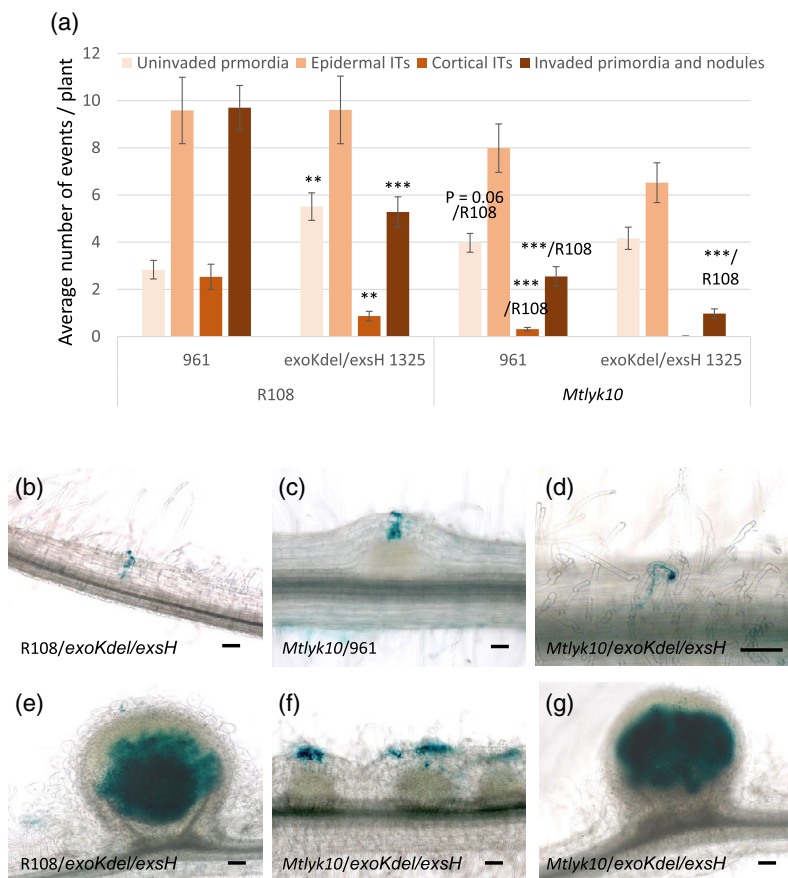 (a)
Average number of events / plant
12
10
8
6
4
2
0
Uninvaded prmordia
Epidermal ITs
Cortical ITs
Invaded primordia and nodules
**
**
***
P = 0.06
/R108
***
/R108
***/R108
***/
R108
961
exoKdel/exsH 1325
961
exoKdel/exsH 1325
R108
Mtlyk10
(b)
R108/exoKdel/exsH
(c)
Mtlyk10/961
(d)
Mtlyk10/exoKdel/exsH
(e)
R108/exoKdel/exsH
(f)
Mtlyk10/exoKdel/exsH
(g)
Mtlyk10/exoKdel/exsH